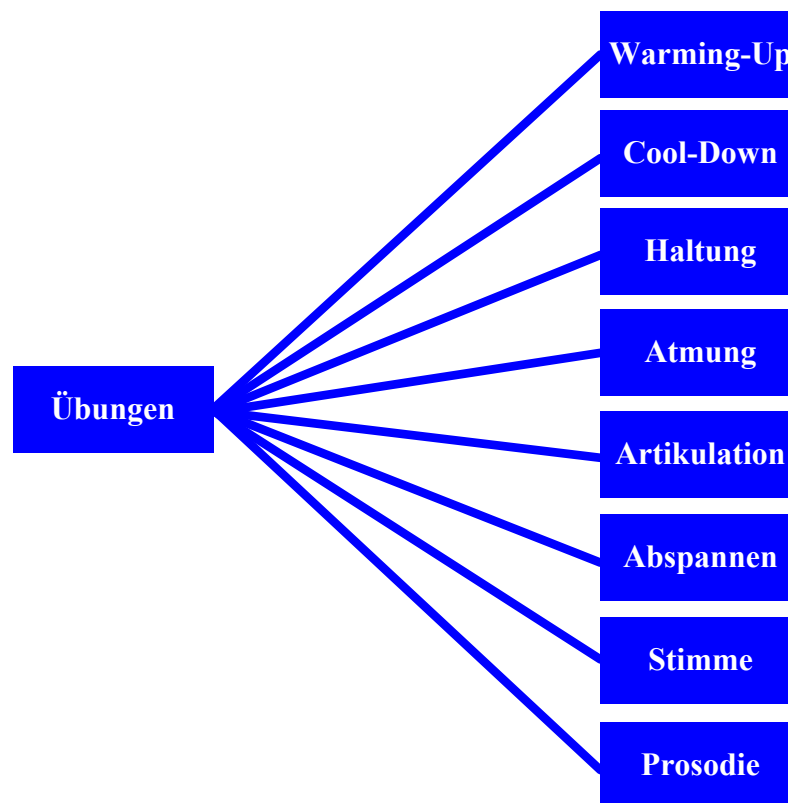 Warming-Up
Cool-Down
Haltung
Atmung
Übungen
Artikulation
Abspannen
Stimme
Prosodie